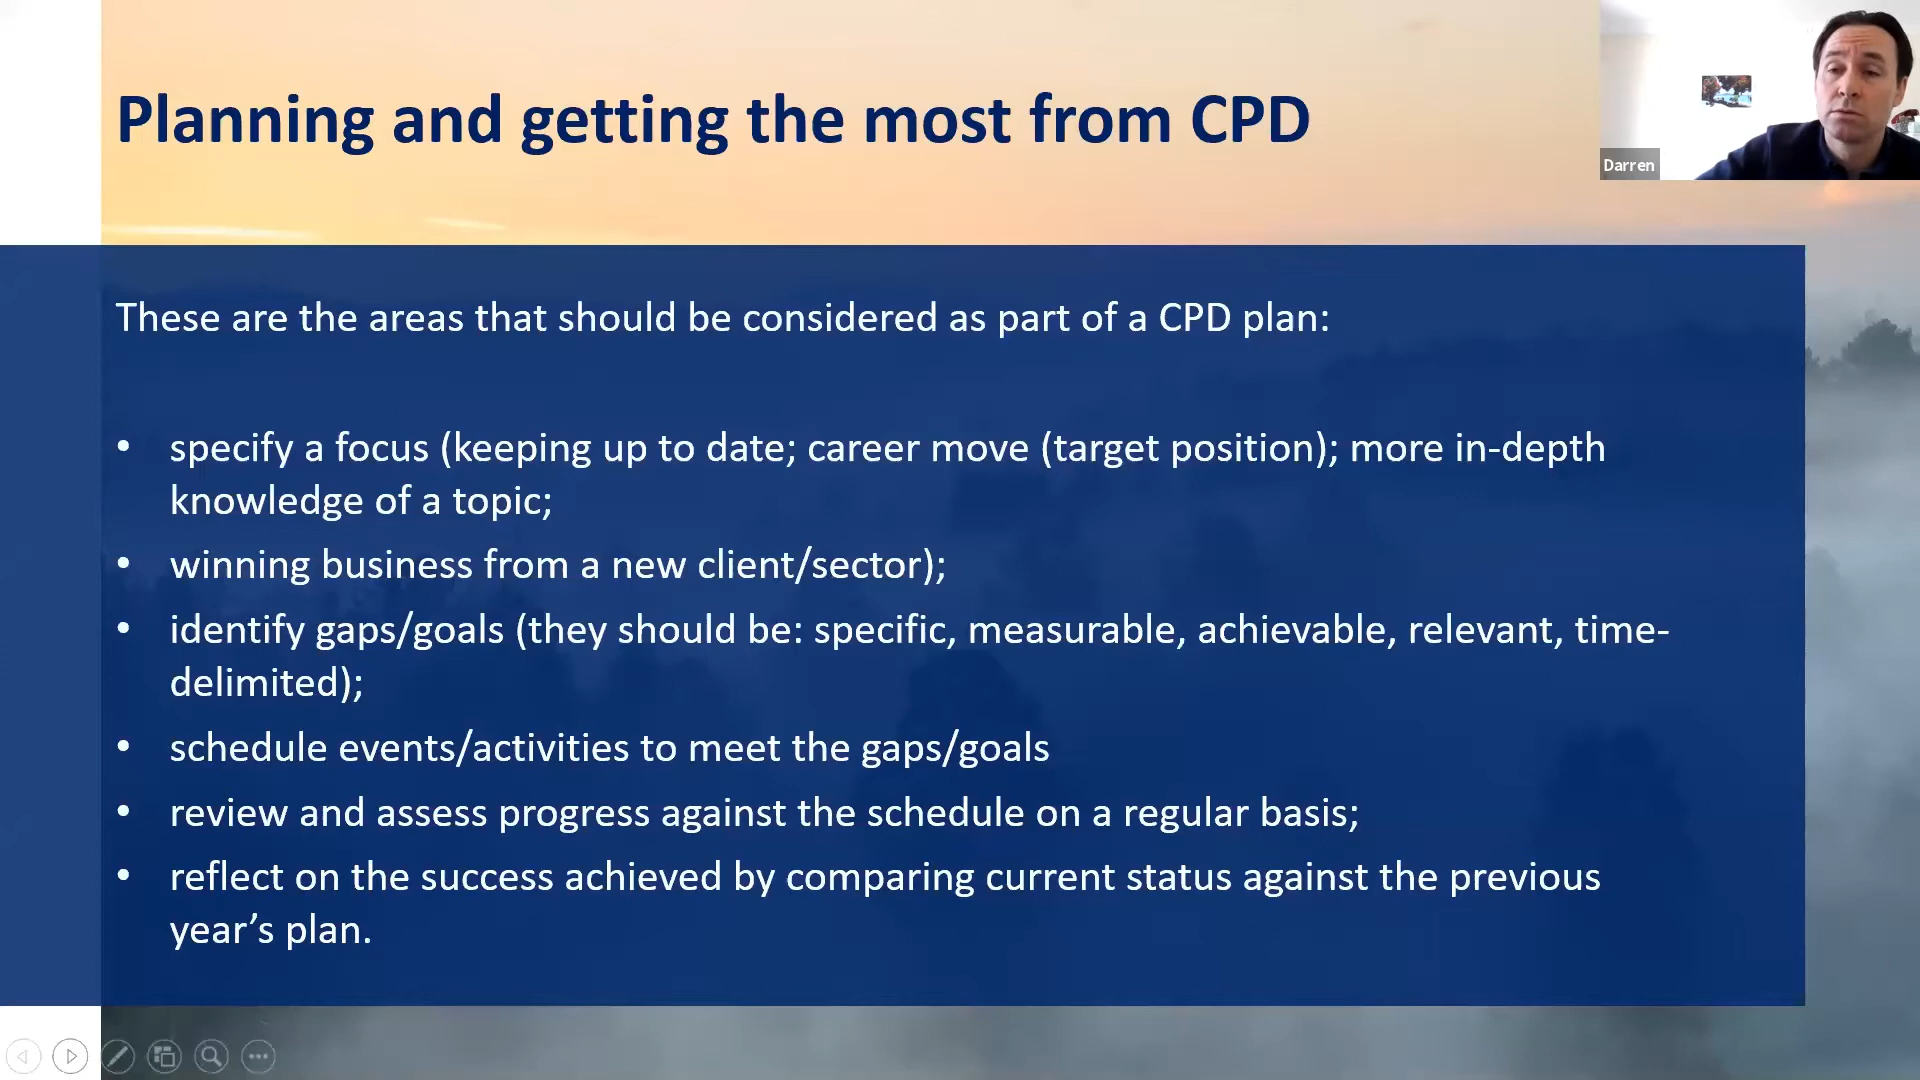 Planning and getting the most from CPD
Darren
These are the areas that should be considered as part of a CPD plan:
• specify a focus (keeping up to date; career move (target position); more in-depth
knowledge of a topic;
• winning business from a new client/sector);
• identify gaps/goals (they should be: specific, measurable, achievable, relevant, time-
delimited);
• schedule events/activities to meet the gaps/goals
• review and assess progress against the schedule on a regular basis;
• reflect on the success achieved by comparing current status against the previous
year’s plan.